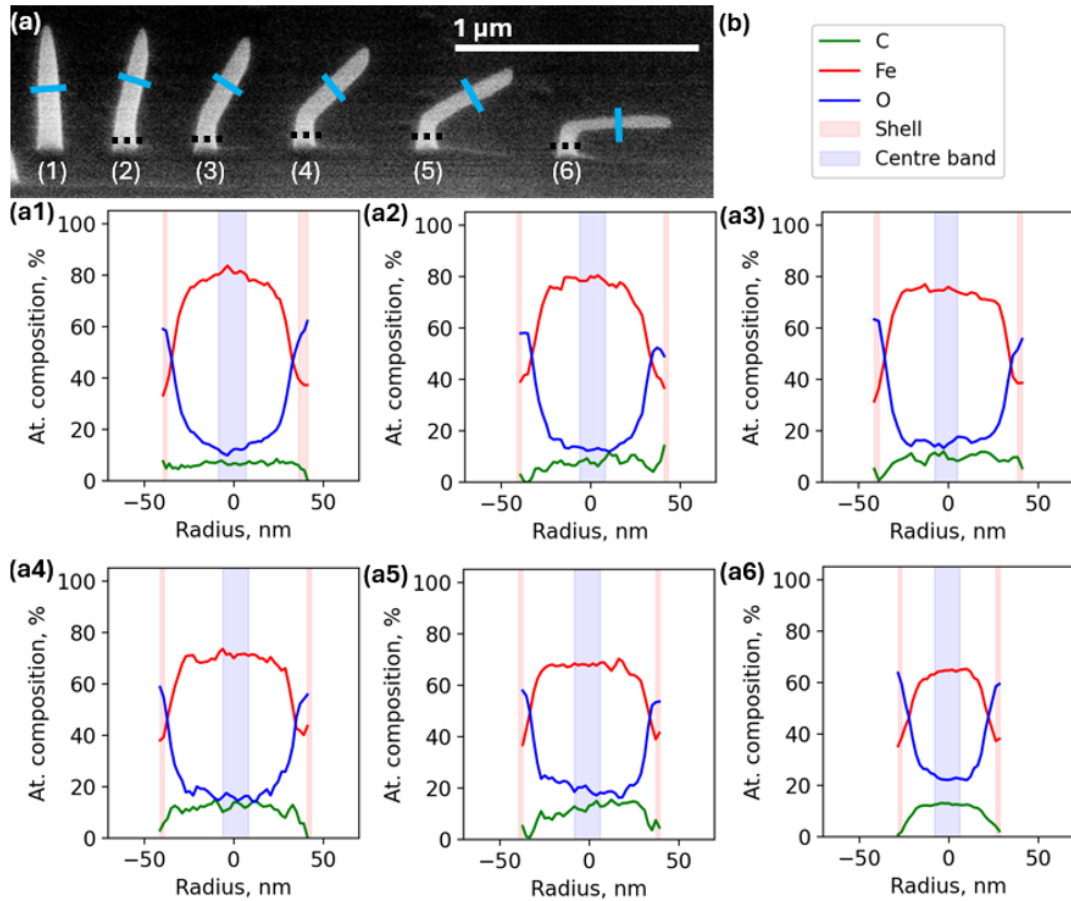 (a)
1 μm
(b)
(1) (2) (3) (4) (5) (6)
C
Fe
O
Shell
Centre band
(a1)
At. composition, %
100
80
60
40
20
0
−50 0 50
Radius, nm
(a2)
At. composition, %
100
80
60
40
20
0
−50 0 50
Radius, nm
(a3)
At. composition, %
100
80
60
40
20
0
−50 0 50
Radius, nm
(a4)
At. composition, %
100
80
60
40
20
0
−50 0 50
Radius, nm
(a5)
At. composition, %
100
80
60
40
20
0
−50 0 50
Radius, nm
(a6)
At. composition, %
100
80
60
40
20
0
−50 0 50
Radius, nm